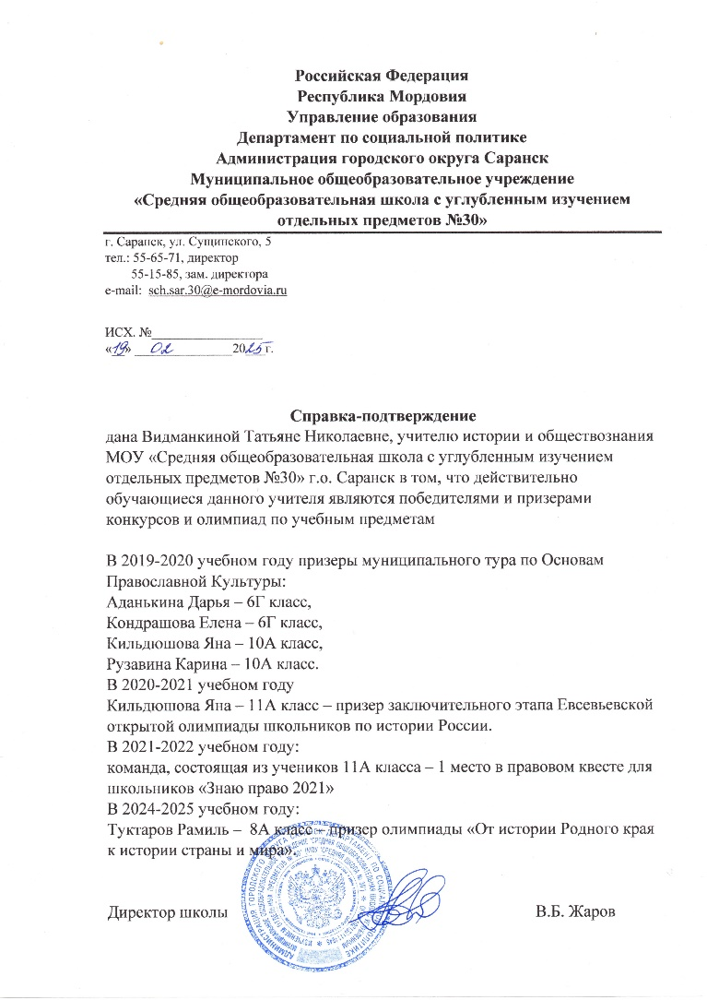 Российская Федерация
Республика Мордовия
Управление образования
Департамент по социальной политике
Администрация городского округа Саранск
Муниципальное общеобразовательное учреждение
«Средняя общеобразовательная школа с углубленным изучением
отдельных предметов №30»
г. Саранск, ул. Сущинского, 5
тел.: 55-65-71, директор
55-15-85, зам. директора
e-mail: sch.sar.30@e-mordovia.ru
ИСХ. №__________________
«19» 02 2025 г.
Справка-подтверждение
дана Видманкиной Татьяне Николаевне, учителю истории и обществознания
МОУ «Средняя общеобразовательная школа с углубленным изучением
отдельных предметов №30» г.о. Саранск в том, что действительно
обучающиеся данного учителя являются победителями и призерами
конкурсов и олимпиад по учебным предметам
В 2019-2020 учебном году призеры муниципального тура по Основам
Православной Культуры:
Аданькина Дарья – 6Г класс,
Кондрашова Елена – 6Г класс,
Кильдюшова Яна – 10А класс,
Рузавина Карина – 10А класс.
В 2020-2021 учебном году
Кильдюшова Яна – 11А класс – призер заключительного этапа Евсевьевской
открытой олимпиады школьников по истории России.
В 2021-2022 учебном году:
команда, состоящая из учеников 11А класса – 1 место в правовом квесте для
школьников «Знаю право 2021»
В 2024-2025 учебном году:
Туктаров Рамиль – 8А класс – призер олимпиады «От истории Родного края
к истории страны и мира».
Директор школы В.Б. Жаров